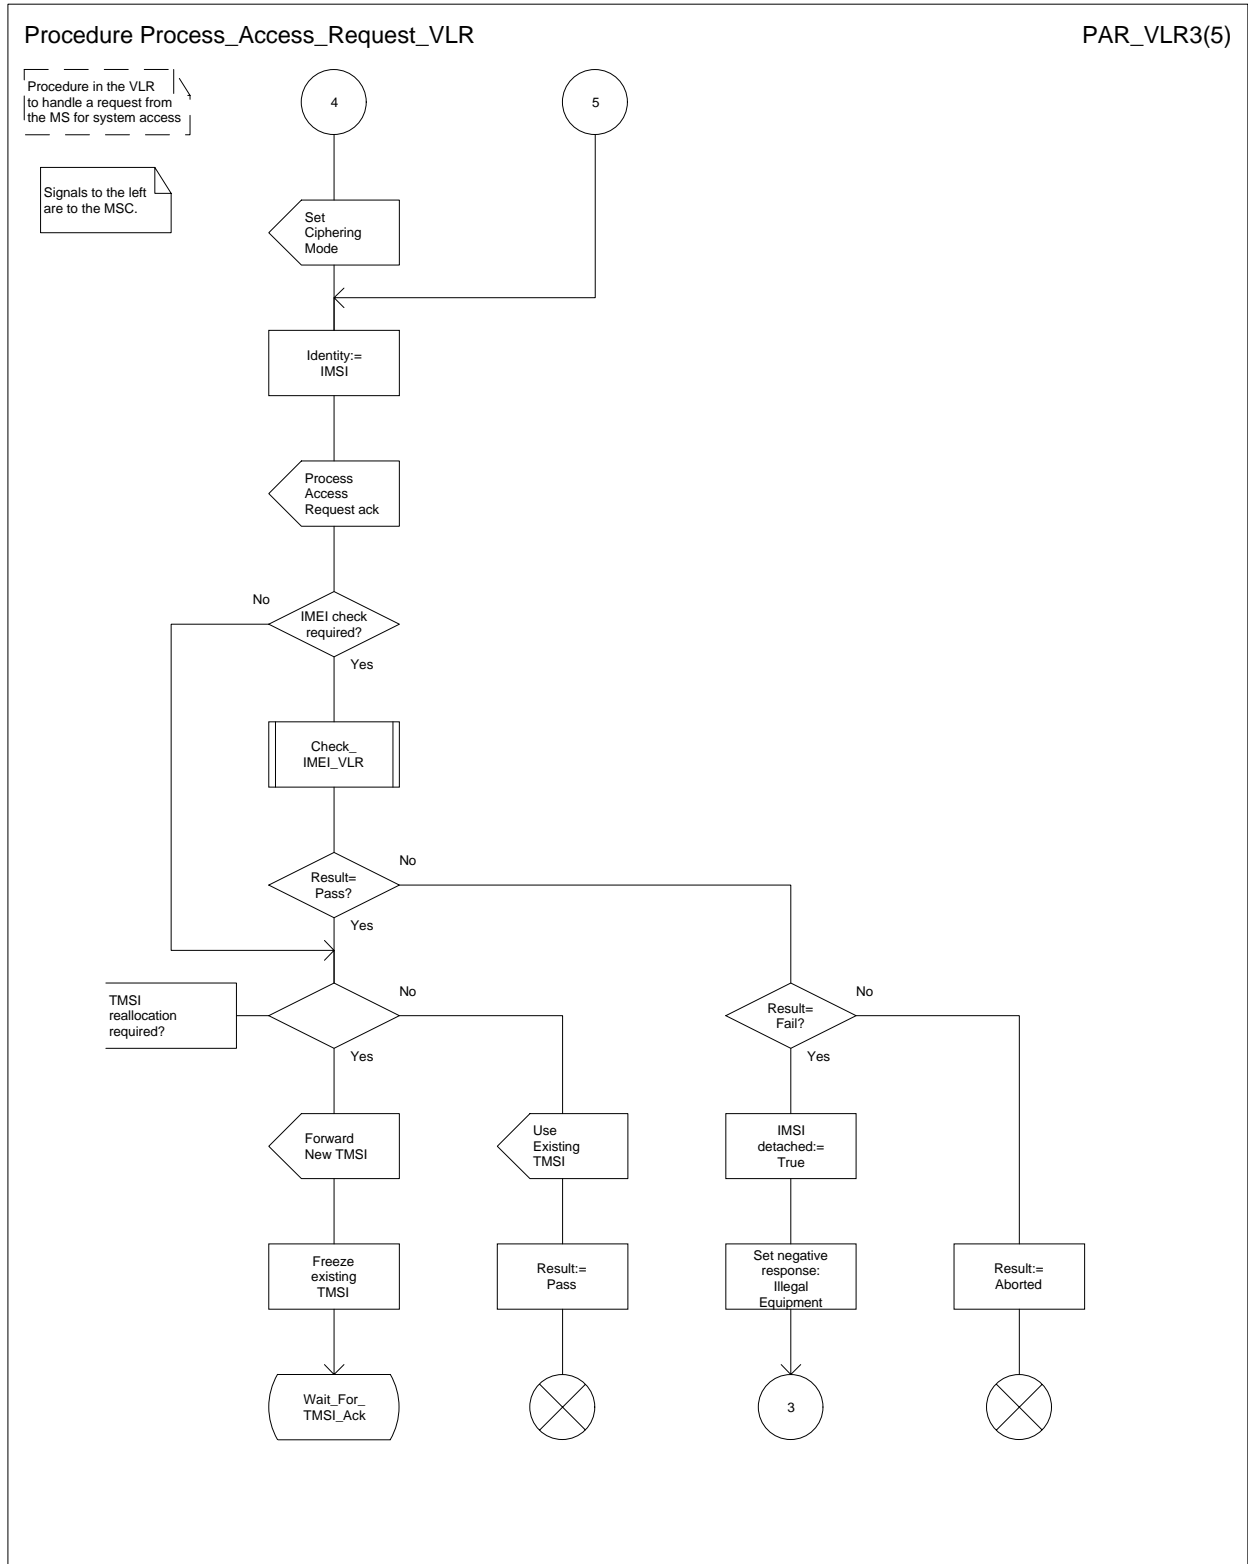 Procedure Process_Access_Request_VLR
PAR_VLR3(5)
Procedure in the VLR
to handle a request from
the MS for system access
4
5
Signals to the left
are to the MSC.
Set
Ciphering
Mode
Identity:=
IMSI
Process
Access
Request ack
No
IMEI check
required?
Yes
Check_
IMEI_VLR
No
Result=
Pass?
Yes
TMSI
reallocation
required?
No
Yes
Result=
Fail?
No
Yes
Forward
New TMSI
Use
Existing
TMSI
IMSI
detached:=
True
Freeze
existing
TMSI
Result:=
Pass
Set negative
response:
Illegal
Equipment
Result:=
Aborted
Wait_For_
TMSI_Ack
3